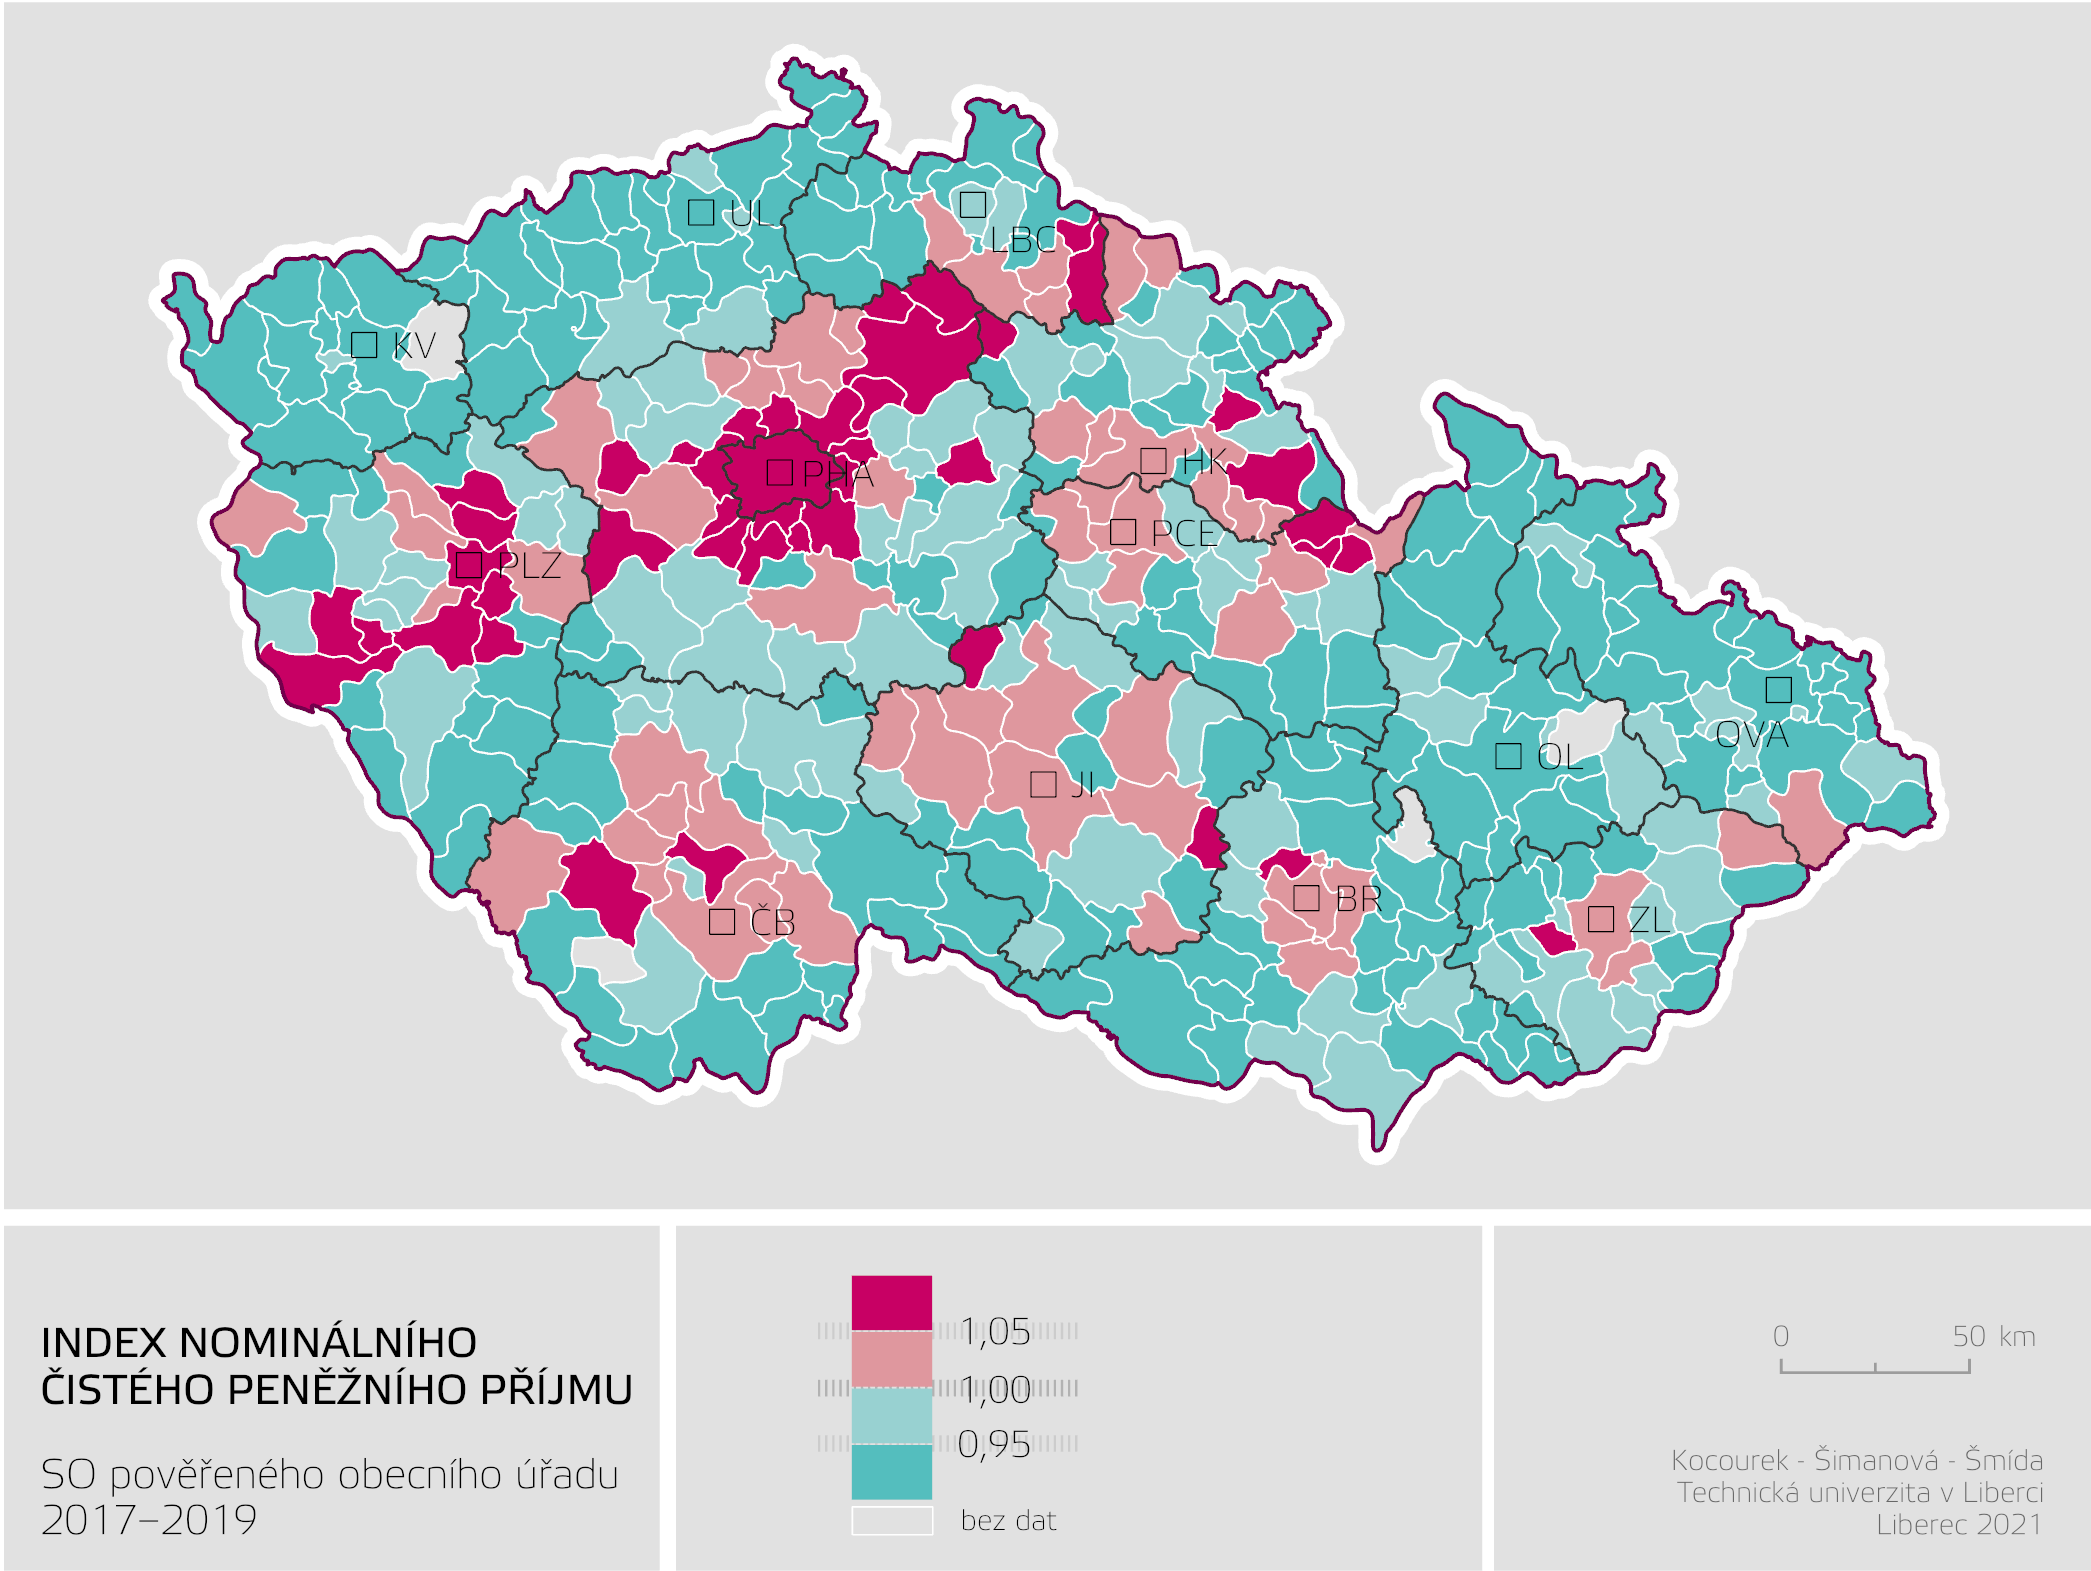 UL
LBC
KV
PHA
HK
PCE
PLZ
OVA
OL
JI
BR
ČB
ZL
INDEX NOMINÁLNÍHO
ČISTÉHO PENĚŽNÍHO PŘÍJMU
SO pověřeného obecního úřadu
2017–2019
1,05
1,00
0,95
bez dat
0 50 km
Kocourek - Šimanová - Šmída
Technická univerzita v Liberci
Liberec 2021